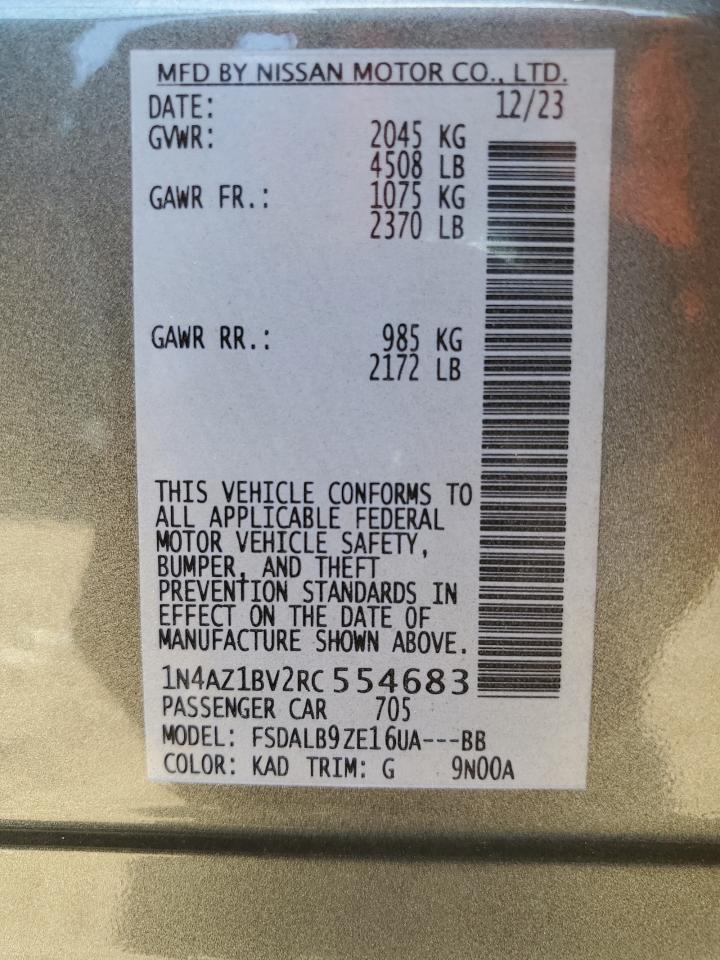 MFD BY NISSAN MOTOR CO., LTD.
DATE: 12/23
GVWR: 2045 KG
4508 LB
GAWR FR.: 1075 KG
2370 LB
GAWR RR.: 985 KG
2172 LB
THIS VEHICLE CONFORMS TO
ALL APPLICABLE FEDERAL
MOTOR VEHICLE SAFETY,
BUMPER, AND THEFT
PREVENTION STANDARDS IN
EFFECT ON THE DATE OF
MANUFACTURE SHOWN ABOVE.
1N4AZ1BV2RC554683
PASSENGER CAR 705
MODEL: FSDALB9ZE16UA---BB
COLOR: KAD TRIM: G 9N00A